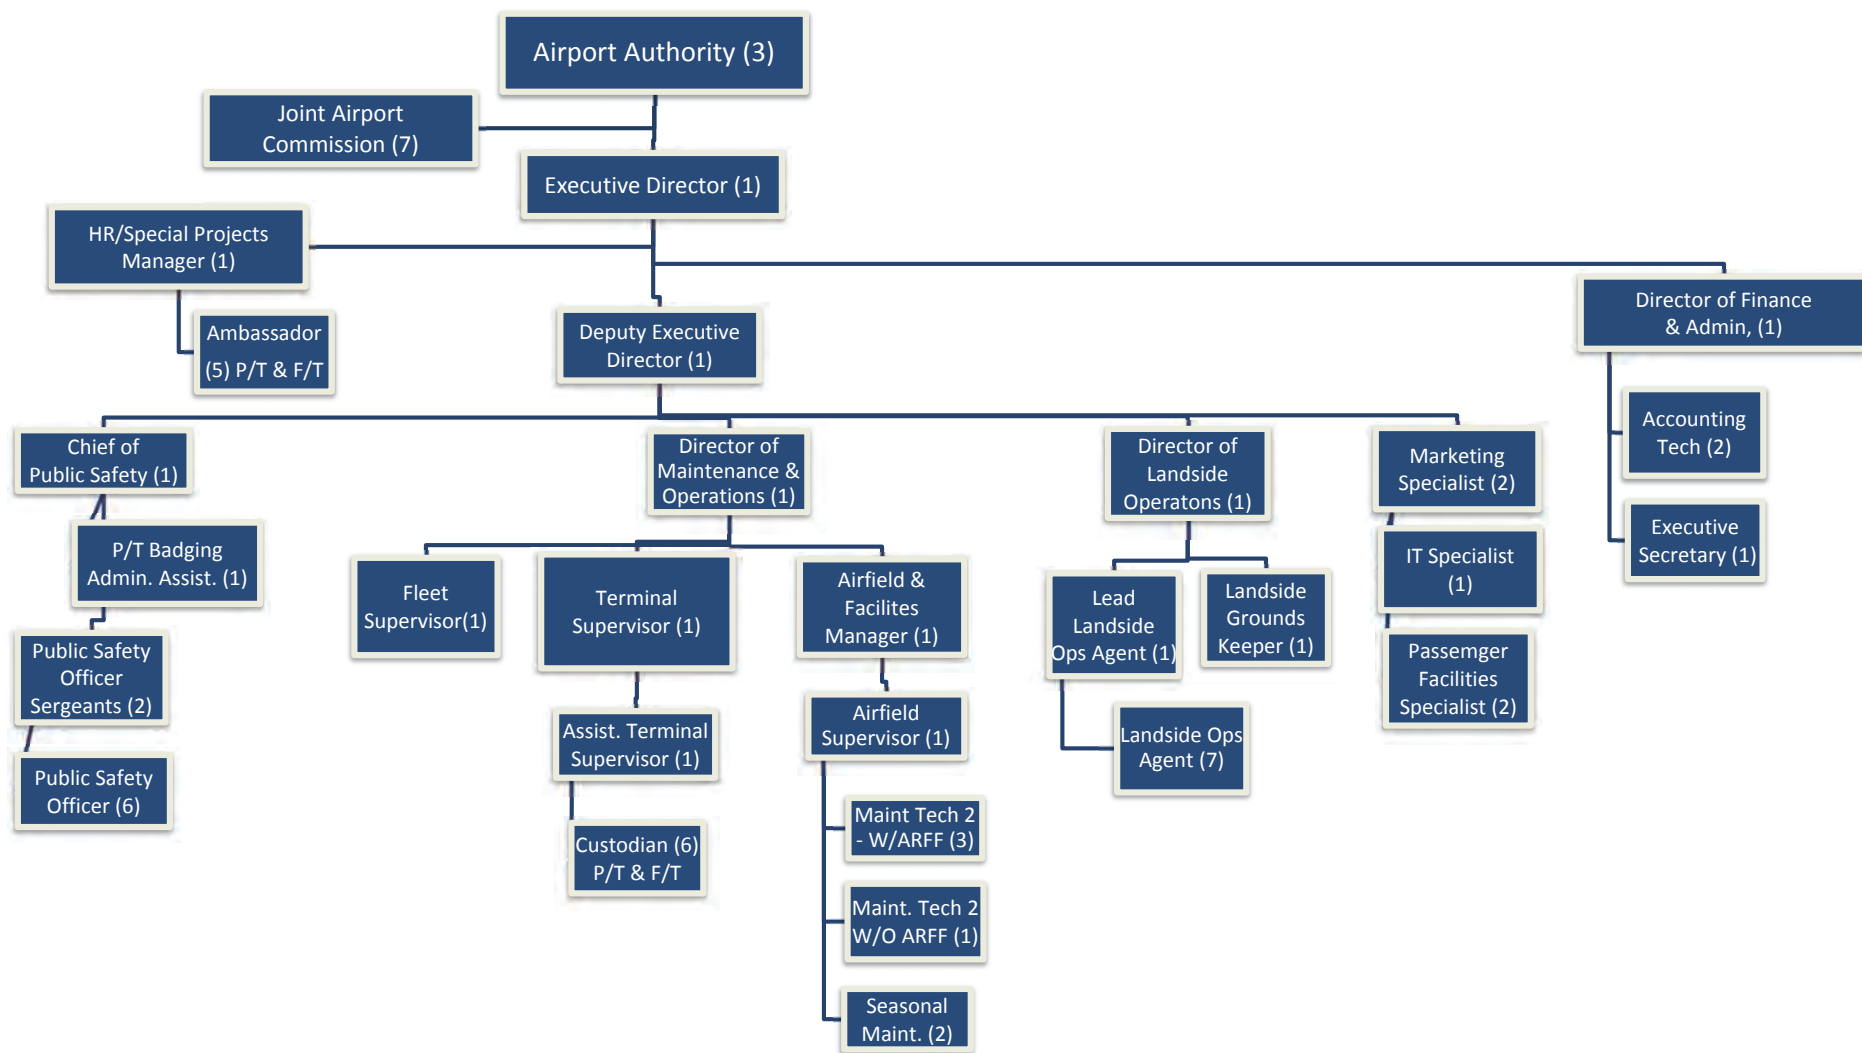 Airport Authority (3)
Joint Airport
Commission (7)
Executive Director (1)
HR/Special Projects
Manager (1)
Ambassador
(5) P/T & F/T
Deputy Executive
Director (1)
Director of Finance
& Admin, (1)
Accounting
Tech (2)
Executive
Secretary (1)
Chief of
Public Safety (1)
P/T Badging
Admin. Assist. (1)
Public Safety
Officer
Sergeants (2)
Public Safety
Officer (6)
Director of
Maintenance &
Operations (1)
Fleet
Supervisor(1)
Terminal
Supervisor (1)
Assist. Terminal
Supervisor (1)
Custodian (6)
P/T & F/T
Airfield &
Facilites
Manager (1)
Airfield
Supervisor (1)
Maint Tech 2
- W/ARFF (3)
Maint. Tech 2
W/O ARFF (1)
Seasonal
Maint. (2)
Director of
Landside
Operatons (1)
Lead
Landside
Ops Agent (1)
Landside Ops
Agent (7)
Landside
Grounds
Keeper (1)
Marketing
Specialist (2)
IT Specialist
(1)
Passemger
Facilities
Specialist (2)